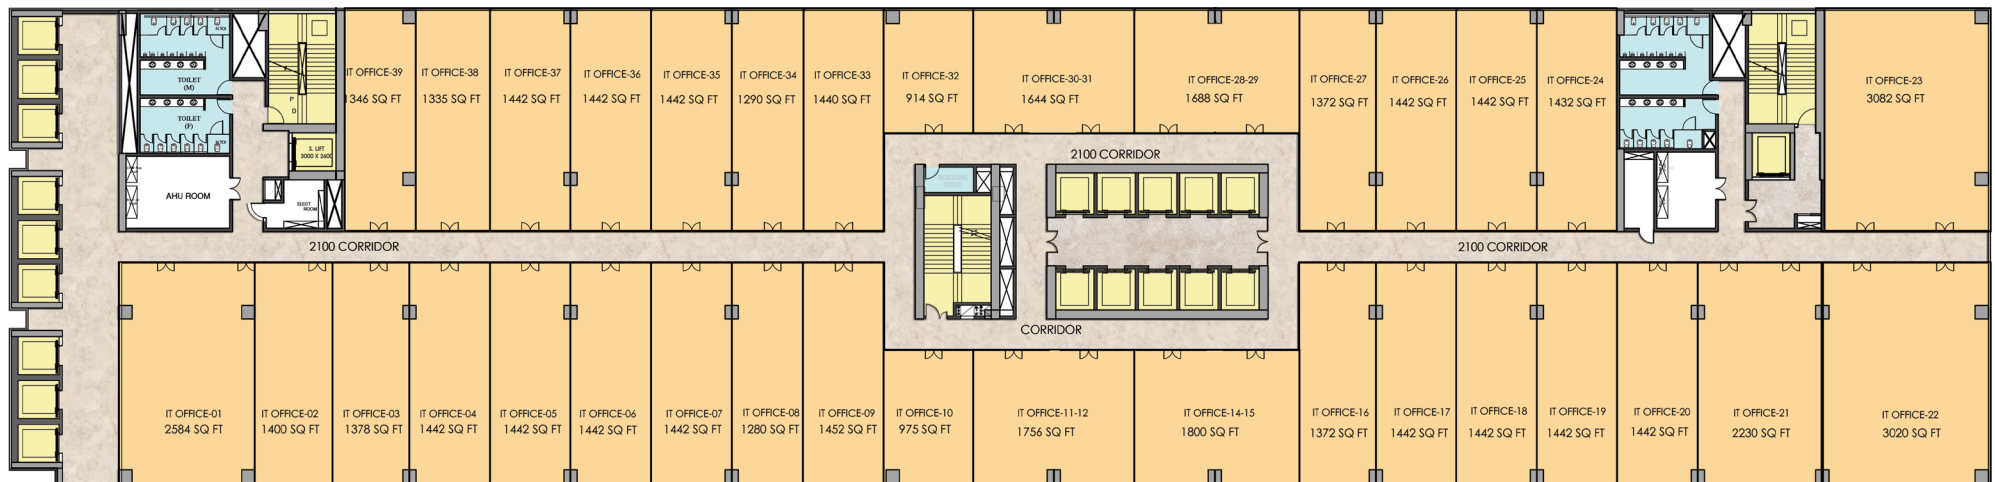 H.TOI
TOILET
(M)
TOILET
(F)
H.TOI
P
D
S. LIFT
3000 X 2600
AHU ROOM
ELECT
ROOM
IT OFFICE-39
1346 SQ FT
IT OFFICE-38
1335 SQ FT
IT OFFICE-37
1442 SQ FT
IT OFFICE-36
1442 SQ FT
IT OFFICE-35
1442 SQ FT
IT OFFICE-34
1290 SQ FT
IT OFFICE-33
1440 SQ FT
IT OFFICE-32
914 SQ FT
IT OFFICE-30-31
1644 SQ FT
IT OFFICE-28-29
1688 SQ FT
IT OFFICE-27
1372 SQ FT
IT OFFICE-26
1442 SQ FT
IT OFFICE-25
1442 SQ FT
IT OFFICE-24
1432 SQ FT
IT OFFICE-23
3082 SQ FT
2100 CORRIDOR
2100 CORRIDOR
2100 CORRIDOR
CORRIDOR
IT OFFICE-01
2584 SQ FT
IT OFFICE-02
1400 SQ FT
IT OFFICE-03
1378 SQ FT
IT OFFICE-04
1442 SQ FT
IT OFFICE-05
1442 SQ FT
IT OFFICE-06
1442 SQ FT
IT OFFICE-07
1442 SQ FT
IT OFFICE-08
1280 SQ FT
IT OFFICE-09
1452 SQ FT
IT OFFICE-10
975 SQ FT
IT OFFICE-11-12
1756 SQ FT
IT OFFICE-14-15
1800 SQ FT
IT OFFICE-16
1372 SQ FT
IT OFFICE-17
1442 SQ FT
IT OFFICE-18
1442 SQ FT
IT OFFICE-19
1442 SQ FT
IT OFFICE-20
1442 SQ FT
IT OFFICE-21
2230 SQ FT
IT OFFICE-22
3020 SQ FT